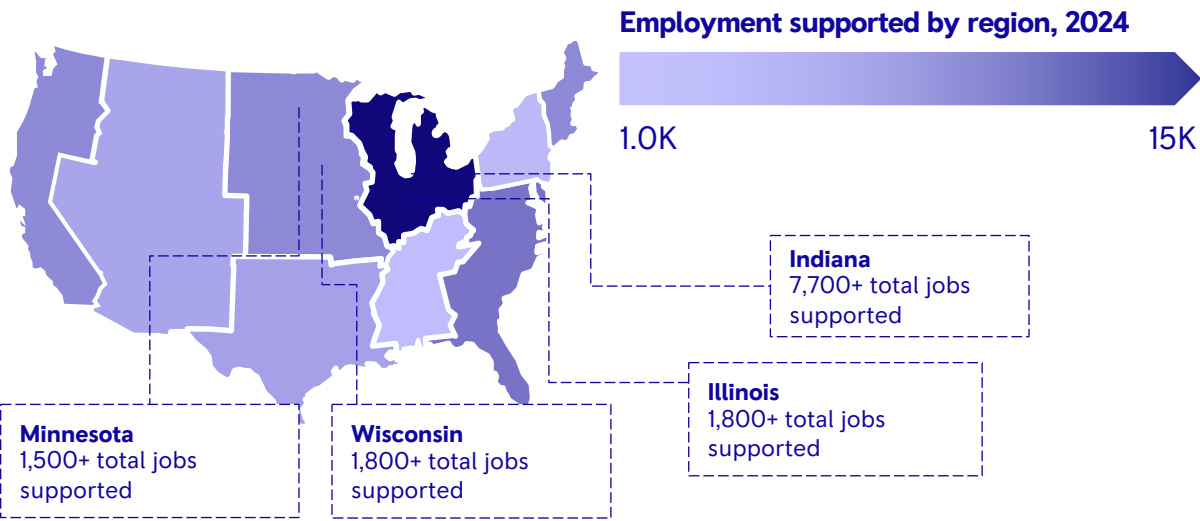 Employment supported by region, 2024
1.0K
15K
Indiana
7,700+ total jobs
supported
Illinois
1,800+ total jobs
supported
Minnesota
1,500+ total jobs
supported
Wisconsin
1,800+ total jobs
supported